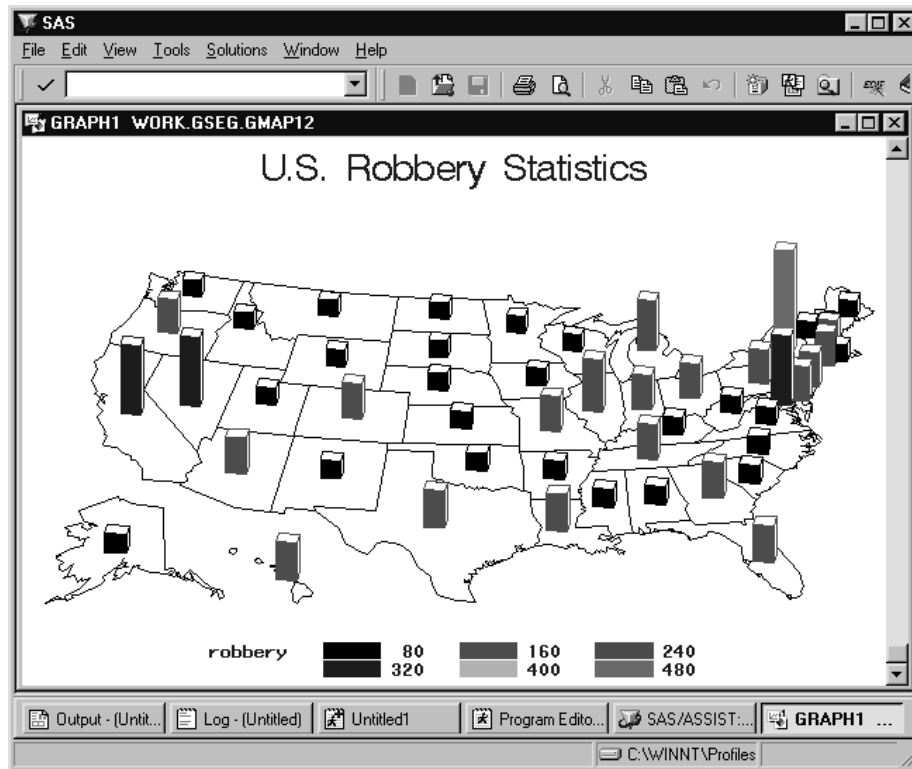 SAS
File Edit View Tools Solutions Window Help
GRAPH1 WORK.GSEG.GMAP12
U.S. Robbery Statistics
robbery 80 160 240
320 400 480
Output - (Untit... Log - (Untitled) Untitled1 Program Edito... SAS/ASSIST:... GRAPH1 ...
C:\WINNT\Profiles